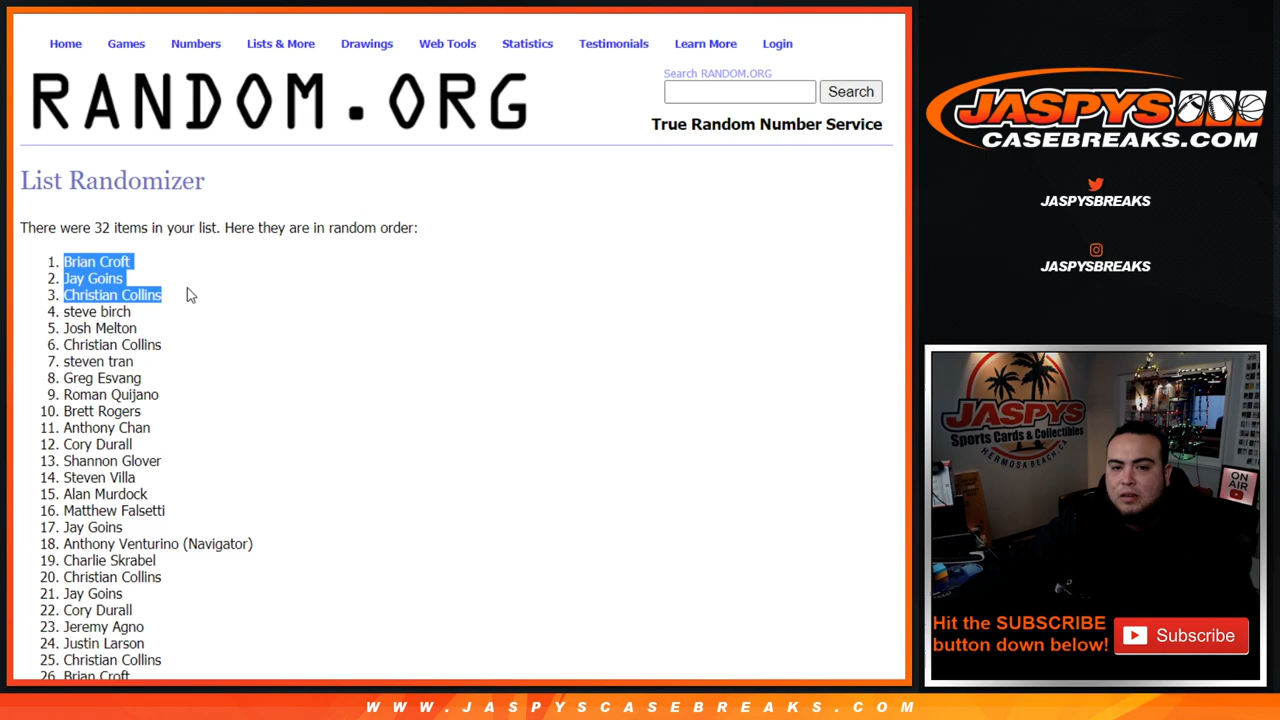 Home Games Numbers Lists & More Drawings Web Tools Statistics Testimonials Learn More Login
RANDOM.ORG
Search RANDOM.ORG
Search
True Random Number Service
List Randomizer
There were 32 items in your list. Here they are in random order:
1. Brian Croft
2. Jay Goins
3. Christian Collins
4. steve birch
5. Josh Melton
6. Christian Collins
7. steven tran
8. Greg Esvang
9. Roman Quijano
10. Brett Rogers
11. Anthony Chan
12. Cory Durall
13. Shannon Glover
14. Steven Villa
15. Alan Murdock
16. Matthew Falsetti
17. Jay Goins
18. Anthony Venturino (Navigator)
19. Charlie Skrabel
20. Christian Collins
21. Jay Goins
22. Cory Durall
23. Jeremy Agno
24. Justin Larson
25. Christian Collins
26. Brian Croft
JASPYS
CASEBREAKS.COM
JASPYSBREAKS
JASPYSBREAKS
JASPYS
Sports Cards & Collectibles
HERMOSA BEACH, CA
ON
AIR
Hit the SUBSCRIBE
button down below!
Subscribe
WWW.JASPYSCASEBREAKS.COM